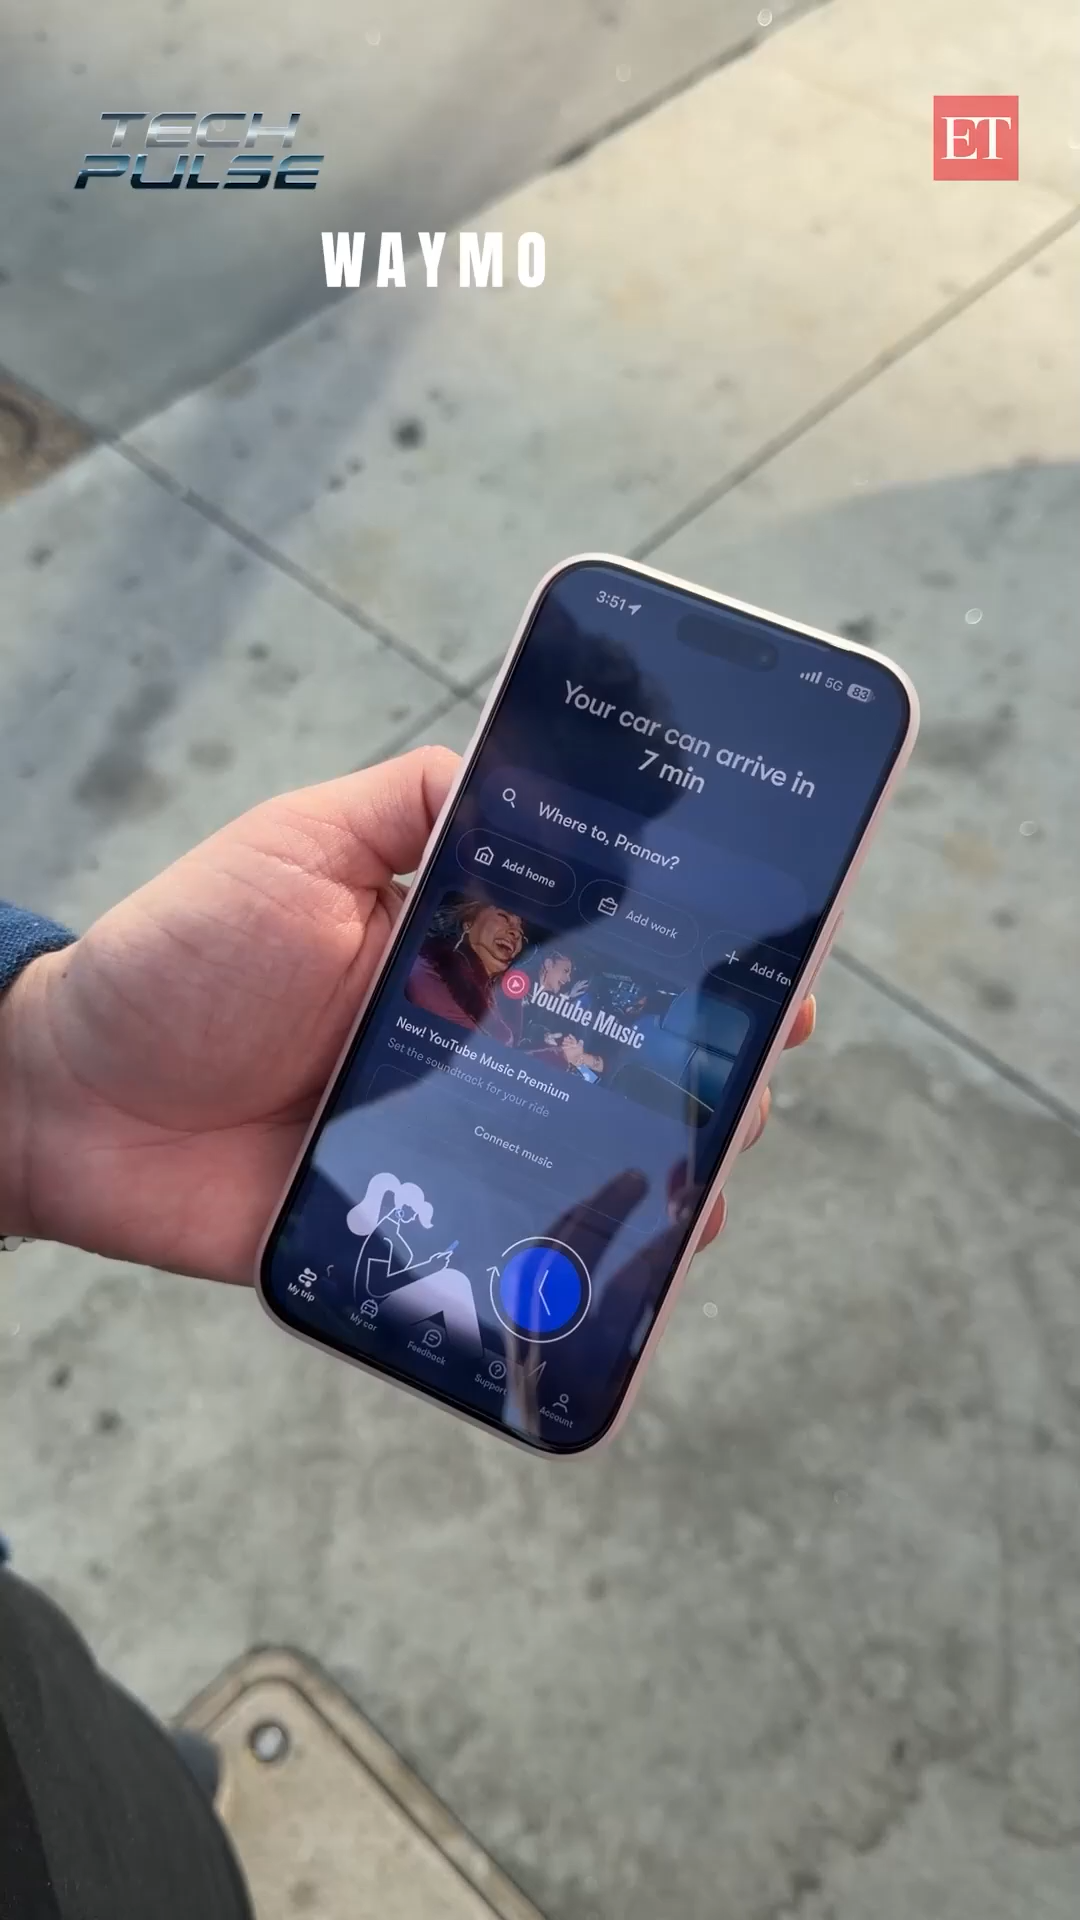 TECH
PULSE
ET
WAYMO
3:51
5G 83
Your car can arrive in
7 min
Where to, Pranav?
Add home
Add work
Add fav
YouTube Music
New! YouTube Music Premium
Set the soundtrack for your ride
Connect music
My trip
My car
Feedback
Support
Account